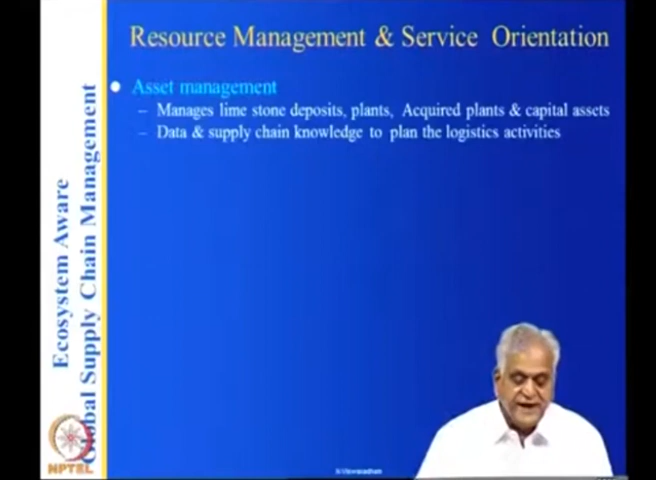 Resource Management & Service Orientation
Asset management
– Manages lime stone deposits, plants, Acquired plants & capital assets
– Data & supply chain knowledge to plan the logistics activities
Ecosystem Aware
Global Supply Chain Management
NPTEL
N.Viswanadham